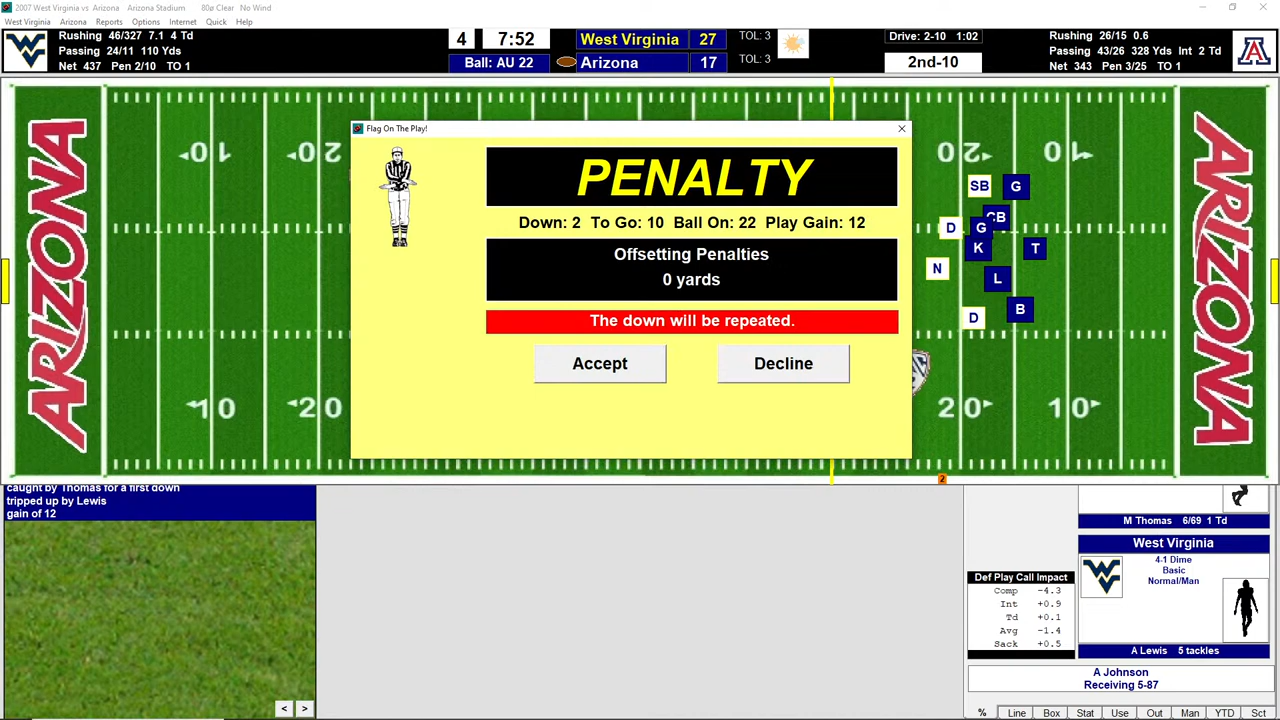 2007 West Virginia vs Arizona Arizona Stadium 80ø Clear No Wind
West Virginia Arizona Reports Options Internet Quick Help
Rushing 46/327 7.1 4 Td
Passing 24/11 110 Yds
Net 437 Pen 2/10 TO 1
4 7:52
Ball: AU 22
West Virginia 27
Arizona 17
TOL: 3
TOL: 3
Drive: 2-10 1:02
2nd-10
Rushing 26/15 0.6
Passing 43/26 328 Yds Int 2 Td
Net 343 Pen 3/25 TO 1
ARIZONA
10 20
20 10
10 20
20 10
ARIZONA
SB G
CB
D G
K T
N
L
B
D
2
Flag On The Play!
PENALTY
Down: 2 To Go: 10 Ball On: 22 Play Gain: 12
Offsetting Penalties
0 yards
The down will be repeated.
Accept Decline
caught by Thomas for a first down
tripped up by Lewis
gain of 12
< >
M Thomas 6/69 1 Td
West Virginia
4-1 Dime
Basic
Normal/Man
A Lewis 5 tackles
Def Play Call Impact
Comp -4.3
Int +0.9
Td +0.1
Avg -1.4
Sack +0.5
A Johnson
Receiving 5-87
% Line Box Stat Use Out Man YTD Sct